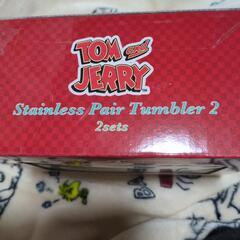 TOM and
JERRY
Stainless Pair Tumbler 2
2sets